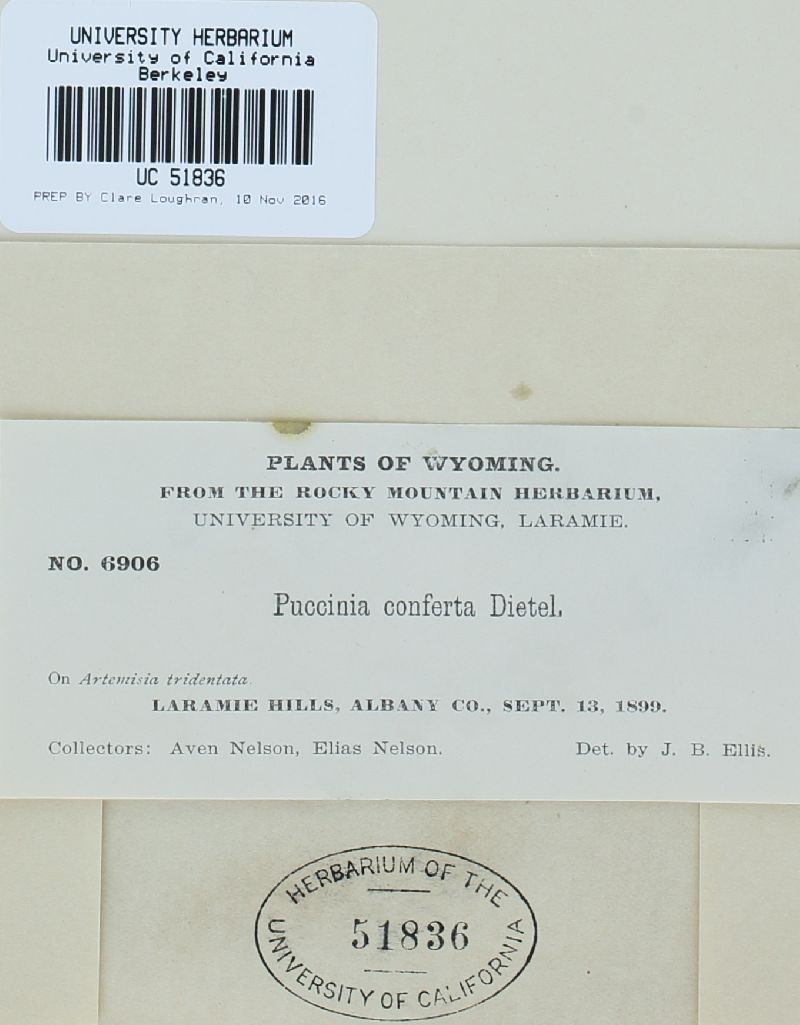 UNIVERSITY HERBARIUM
University of California
Berkeley
UC 51836
PREP BY Clare Loughran, 10 Nov 2016
PLANTS OF WYOMING.
FROM THE ROCKY MOUNTAIN HERBARIUM,
UNIVERSITY OF WYOMING, LARAMIE.
NO. 6906
Puccinia conferta Dietel.
On Artemisia tridentata.
LARAMIE HILLS, ALBANY CO., SEPT. 13, 1899.
Collectors: Aven Nelson, Elias Nelson. Det. by J. B. Ellis.
HERBARIUM OF THE
51836
UNIVERSITY OF CALIFORNIA